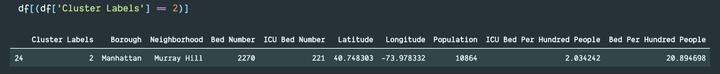 df[(df['Cluster Labels'] == 2)]
Cluster Labels Borough Neighborhood Bed Number ICU Bed Number Latitude Longitude Population ICU Bed Per Hundred People Bed Per Hundred People
24 2 Manhattan Murray Hill 2270 221 40.748303 -73.978332 10864 2.034242 20.894698